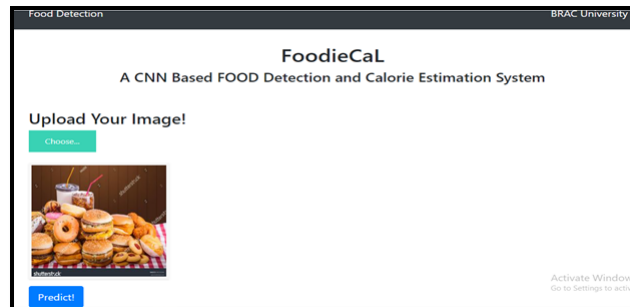 Food Detection BRAC University
FoodieCaL
A CNN Based FOOD Detection and Calorie Estimation System
Upload Your Image!
Choose...
shutterstock
shutterstock
Predict!
Activate Window
Go to Settings to activ